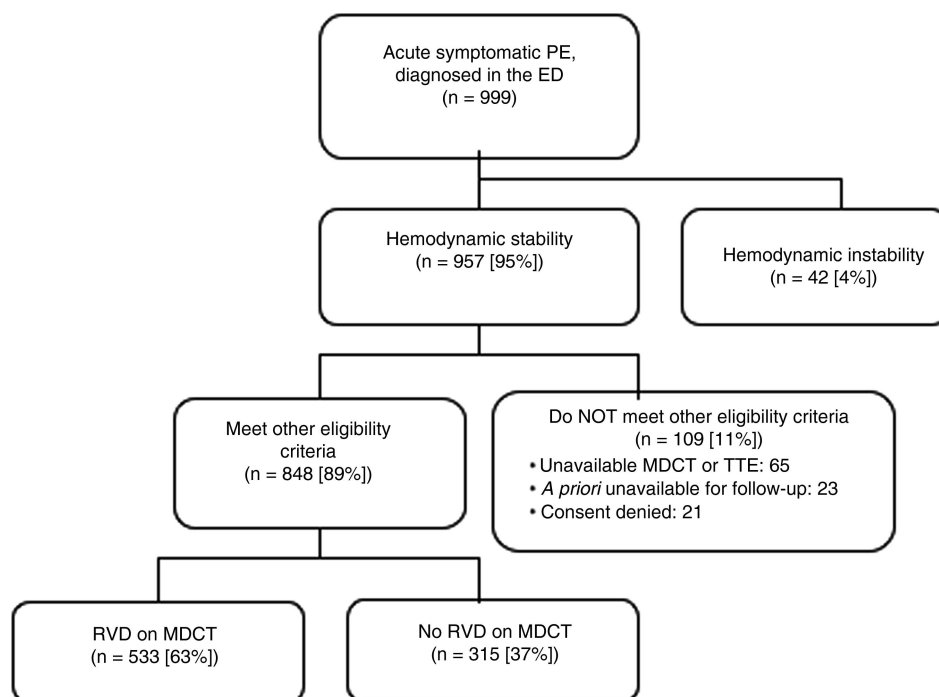 Acute symptomatic PE,
diagnosed in the ED
(n = 999)
Hemodynamic stability
(n = 957 [95%])
Hemodynamic instability
(n = 42 [4%])
Meet other eligibility
criteria
(n = 848 [89%])
Do NOT meet other eligibility criteria
(n = 109 [11%])
• Unavailable MDCT or TTE: 65
• A priori unavailable for follow-up: 23
• Consent denied: 21
RVD on MDCT
(n = 533 [63%])
No RVD on MDCT
(n = 315 [37%])